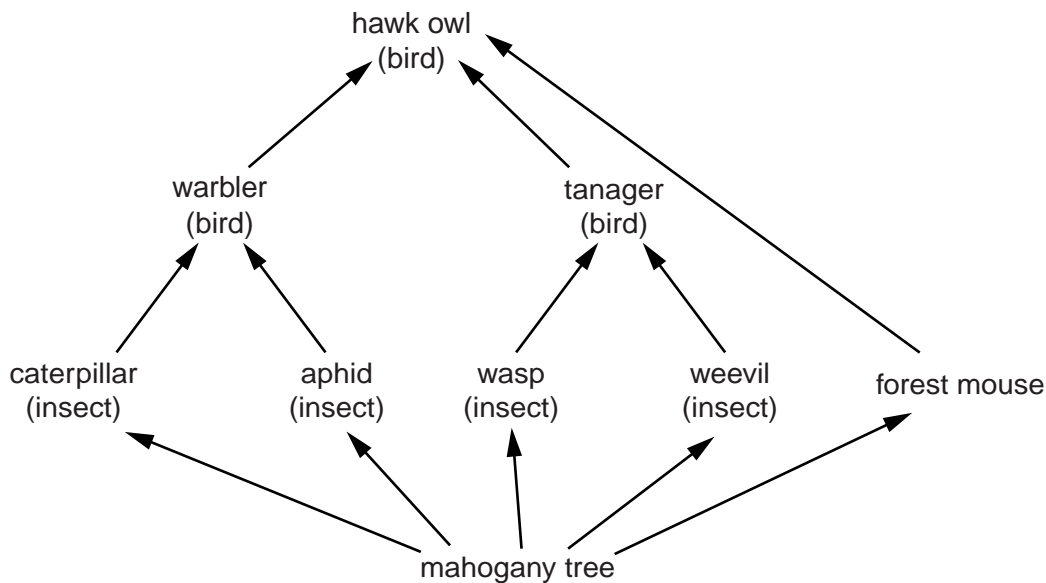 hawk owl
(bird)
warbler
(bird)
tanager
(bird)
caterpillar
(insect)
aphid
(insect)
wasp
(insect)
weevil
(insect)
forest mouse
mahogany tree